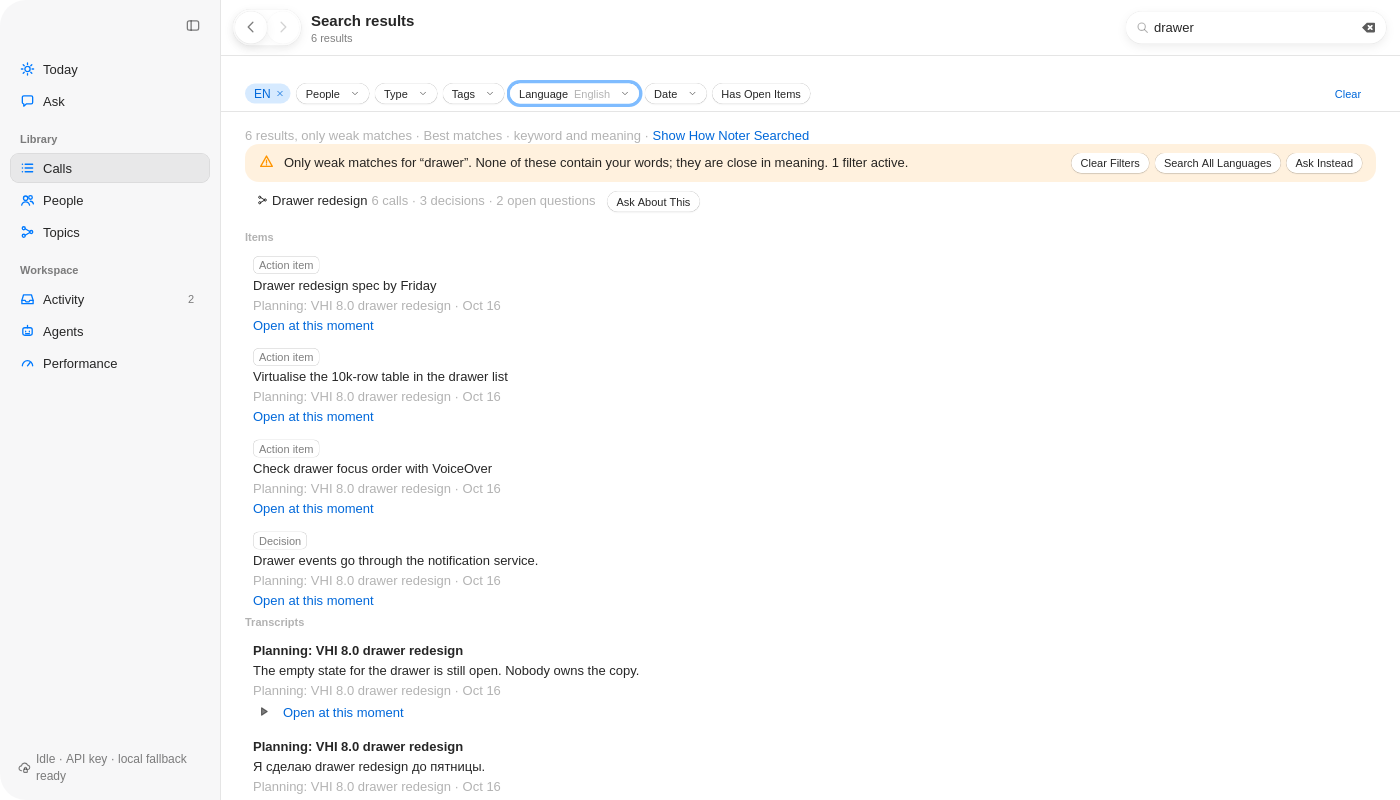 Search results
6 results
drawer
Today
Ask
Library
Calls
People
Topics
Workspace
Activity 2
Agents
Performance
Idle · API key · local fallback
ready
EN × People Type Tags Language English Date Has Open Items Clear
6 results, only weak matches · Best matches · keyword and meaning · Show How Noter Searched
Only weak matches for “drawer”. None of these contain your words; they are close in meaning. 1 filter active. Clear Filters Search All Languages Ask Instead
Drawer redesign 6 calls · 3 decisions · 2 open questions Ask About This
Items
Action item
Drawer redesign spec by Friday
Planning: VHI 8.0 drawer redesign · Oct 16
Open at this moment
Action item
Virtualise the 10k-row table in the drawer list
Planning: VHI 8.0 drawer redesign · Oct 16
Open at this moment
Action item
Check drawer focus order with VoiceOver
Planning: VHI 8.0 drawer redesign · Oct 16
Open at this moment
Decision
Drawer events go through the notification service.
Planning: VHI 8.0 drawer redesign · Oct 16
Open at this moment
Transcripts
Planning: VHI 8.0 drawer redesign
The empty state for the drawer is still open. Nobody owns the copy.
Planning: VHI 8.0 drawer redesign · Oct 16
Open at this moment
Planning: VHI 8.0 drawer redesign
Я сделаю drawer redesign до пятницы.
Planning: VHI 8.0 drawer redesign · Oct 16